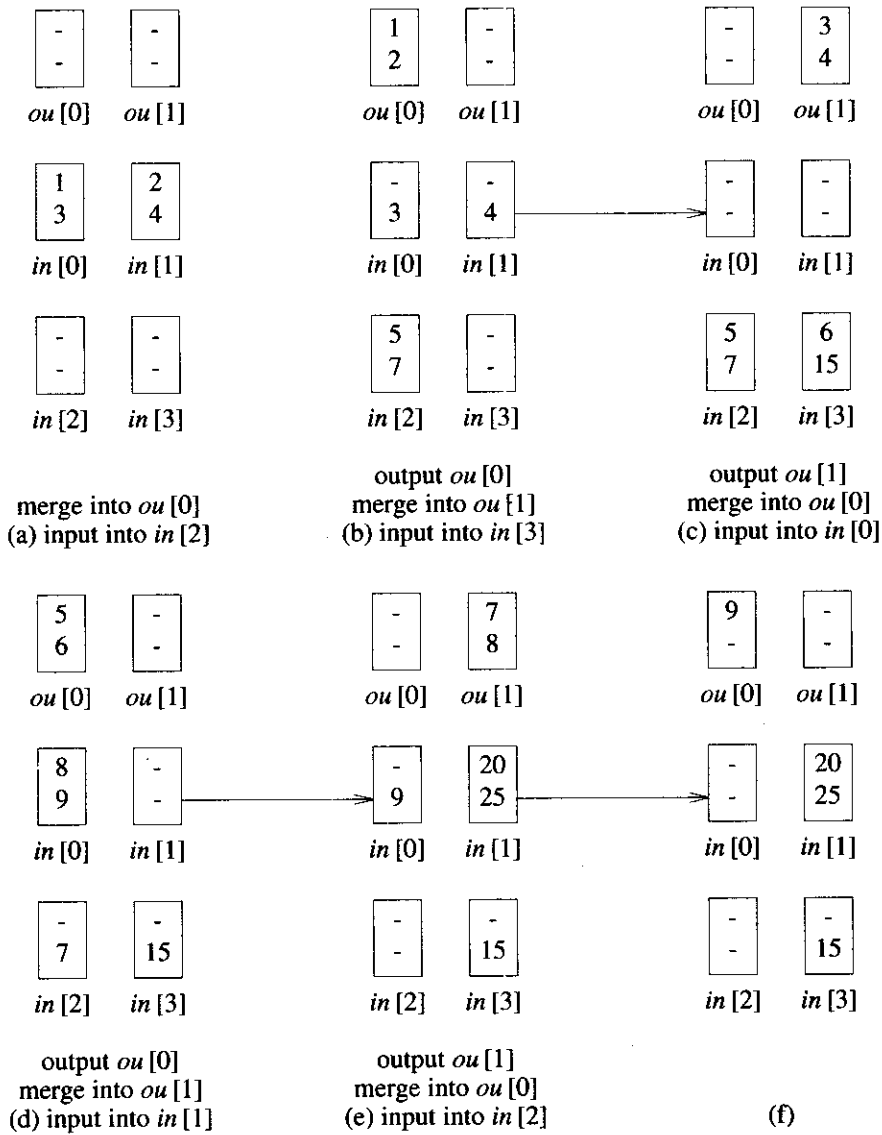 - - 1 - - 3
- - 2 - - 4
ou [0] ou [1] ou [0] ou [1] ou [0] ou [1]
1 2 - - - -
3 4 3 4 - -
in [0] in [1] in [0] in [1] in [0] in [1]
- - 5 - 5 6
- - 7 - 7 15
in [2] in [3] in [2] in [3] in [2] in [3]
output ou [0] output ou [1]
merge into ou [0] merge into ou [1] merge into ou [0]
(a) input into in [2] (b) input into in [3] (c) input into in [0]
5 - - 7 9 -
6 - - 8 - -
ou [0] ou [1] ou [0] ou [1] ou [0] ou [1]
8 - - 20 - 20
9 - 9 25 - 25
in [0] in [1] in [0] in [1] in [0] in [1]
- - - - - -
7 15 - 15 - 15
in [2] in [3] in [2] in [3] in [2] in [3]
output ou [0] output ou [1]
merge into ou [1] merge into ou [0]
(d) input into in [1] (e) input into in [2] (f)